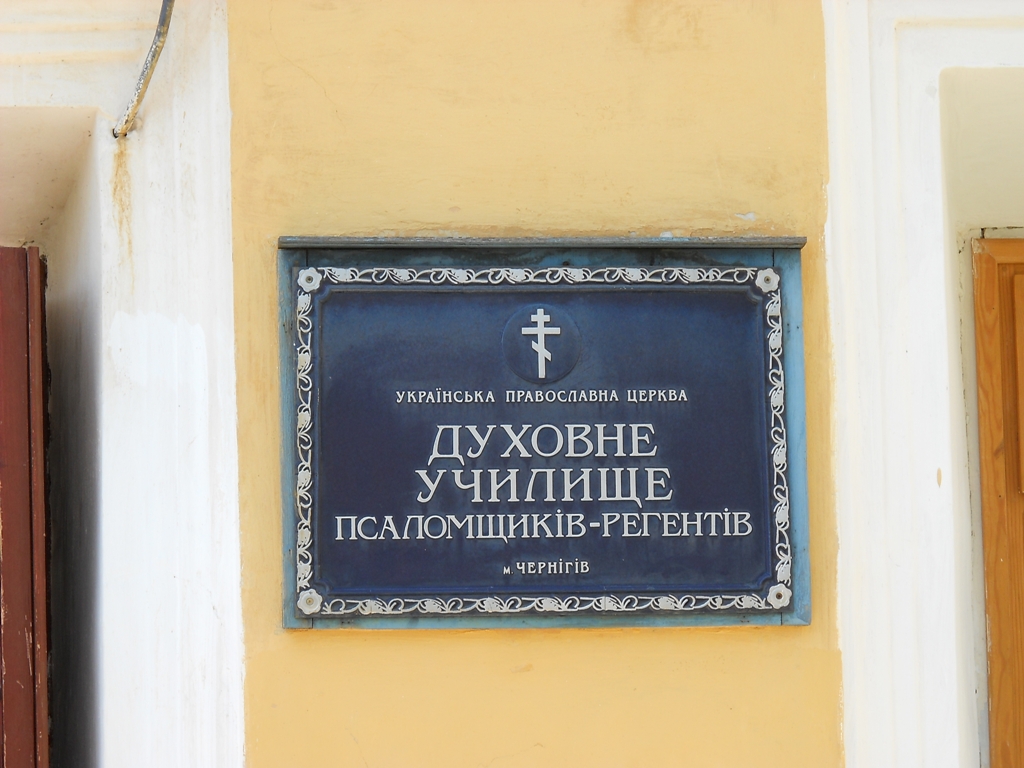 УКРАЇНСЬКА ПРАВОСЛАВНА ЦЕРКВА
ДУХОВНЕ
УЧИЛИЩЕ
ПСАЛОМЩИКІВ-РЕГЕНТІВ
м. ЧЕРНІГІВ